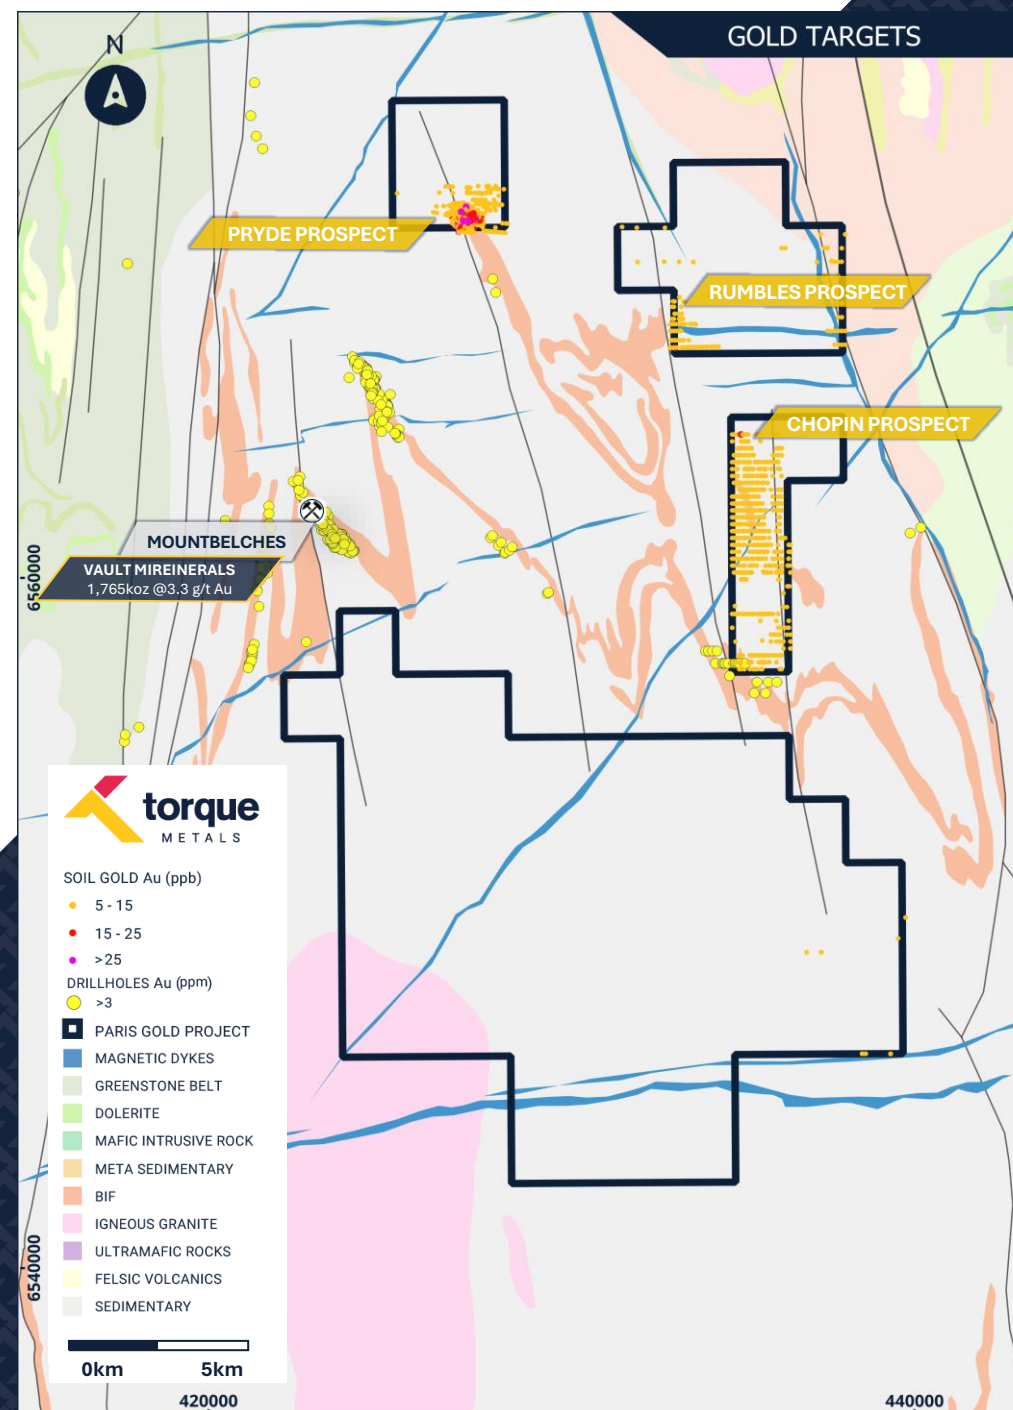 GOLD TARGETS
N
PRYDE PROSPECT
RUMBLES PROSPECT
CHOPIN PROSPECT
MOUNTBELCHES
VAULT MIREINERALS
1,765koz @3.3 g/t Au
6560000
torque
METALS
SOIL GOLD Au (ppb)
5 - 15
15 - 25
>25
DRILLHOLES Au (ppm)
>3
PARIS GOLD PROJECT
MAGNETIC DYKES
GREENSTONE BELT
DOLERITE
MAFIC INTRUSIVE ROCK
META SEDIMENTARY
BIF
IGNEOUS GRANITE
ULTRAMAFIC ROCKS
FELSIC VOLCANICS
SEDIMENTARY
6540000
0km 5km
420000 440000